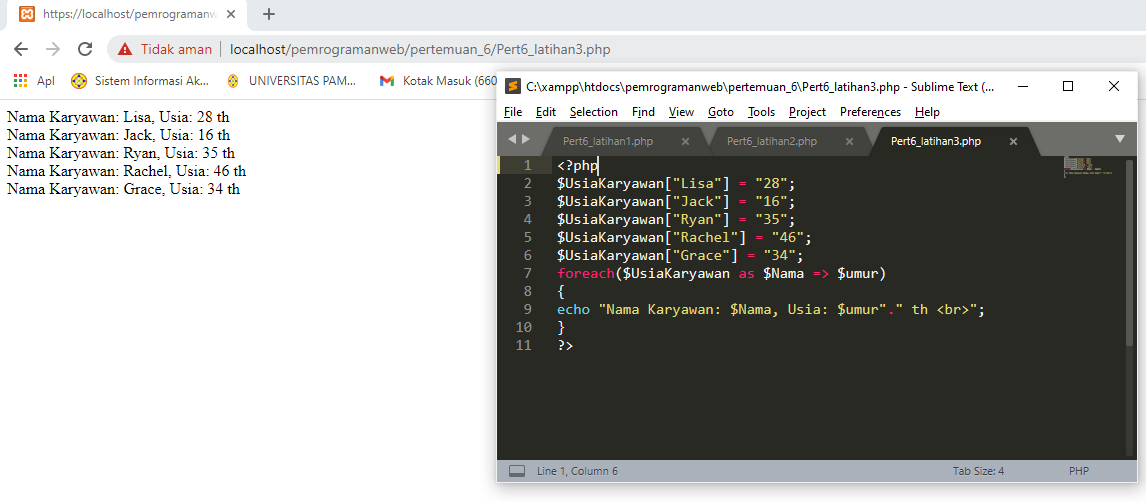 https://localhost/pemrogramanw
Tidak aman
localhost/pemrogramanweb/pertemuan_6/Pert6_latihan3.php
Apl
Sistem Informasi Ak...
UNIVERSITAS PAM...
Kotak Masuk (660
Nama Karyawan: Lisa, Usia: 28 th
Nama Karyawan: Jack, Usia: 16 th
Nama Karyawan: Ryan, Usia: 35 th
Nama Karyawan: Rachel, Usia: 46 th
Nama Karyawan: Grace, Usia: 34 th
C:\xampp\htdocs\pemrogramanweb\pertemuan_6\Pert6_latihan3.php - Sublime Text (...
File Edit Selection Find View Goto Tools Project Preferences Help
Pert6_latihan1.php Pert6_latihan2.php Pert6_latihan3.php
1 <?php
2 $UsiaKaryawan["Lisa"] = "28";
3 $UsiaKaryawan["Jack"] = "16";
4 $UsiaKaryawan["Ryan"] = "35";
5 $UsiaKaryawan["Rachel"] = "46";
6 $UsiaKaryawan["Grace"] = "34";
7 foreach($UsiaKaryawan as $Nama => $umur)
8 {
9 echo "Nama Karyawan: $Nama, Usia: $umur"." th <br>";
10 }
11 ?>
Line 1, Column 6
Tab Size: 4
PHP